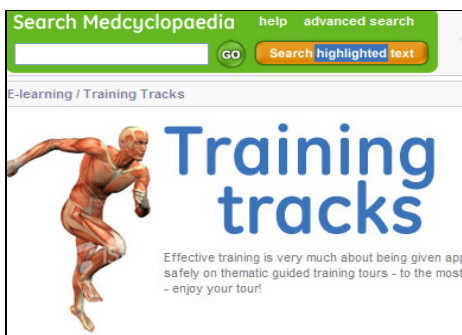 Search Medcyclopaedia help advanced search
GO Search highlighted text
E-learning / Training Tracks
Training
tracks
Effective training is very much about being given app
safely on thematic guided training tours - to the most
- enjoy your tour!